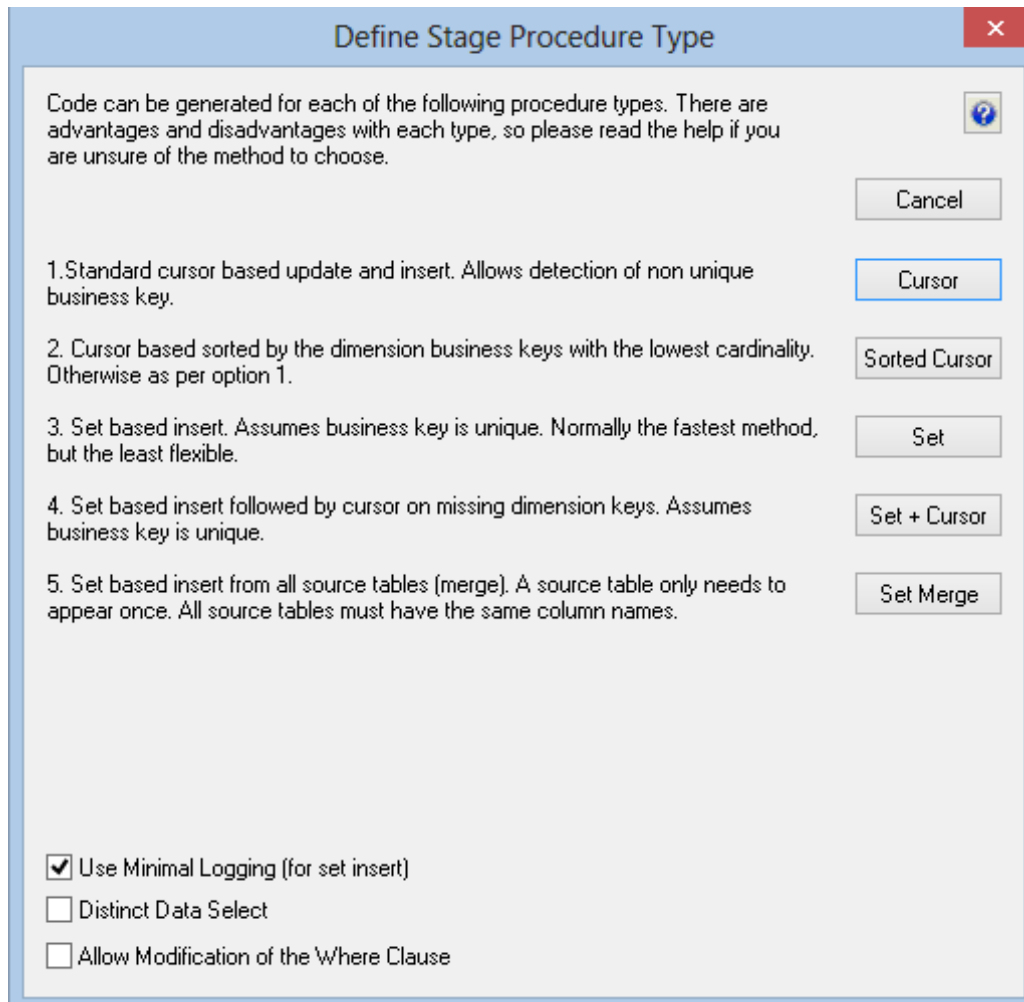 Define Stage Procedure Type
Code can be generated for each of the following procedure types. There are
advantages and disadvantages with each type, so please read the help if you
are unsure of the method to choose.
Cancel
1.Standard cursor based update and insert. Allows detection of non unique
business key.
Cursor
2. Cursor based sorted by the dimension business keys with the lowest cardinality.
Otherwise as per option 1.
Sorted Cursor
3. Set based insert. Assumes business key is unique. Normally the fastest method,
but the least flexible.
Set
4. Set based insert followed by cursor on missing dimension keys. Assumes
business key is unique.
Set + Cursor
5. Set based insert from all source tables (merge). A source table only needs to
appear once. All source tables must have the same column names.
Set Merge
Use Minimal Logging (for set insert)
Distinct Data Select
Allow Modification of the Where Clause